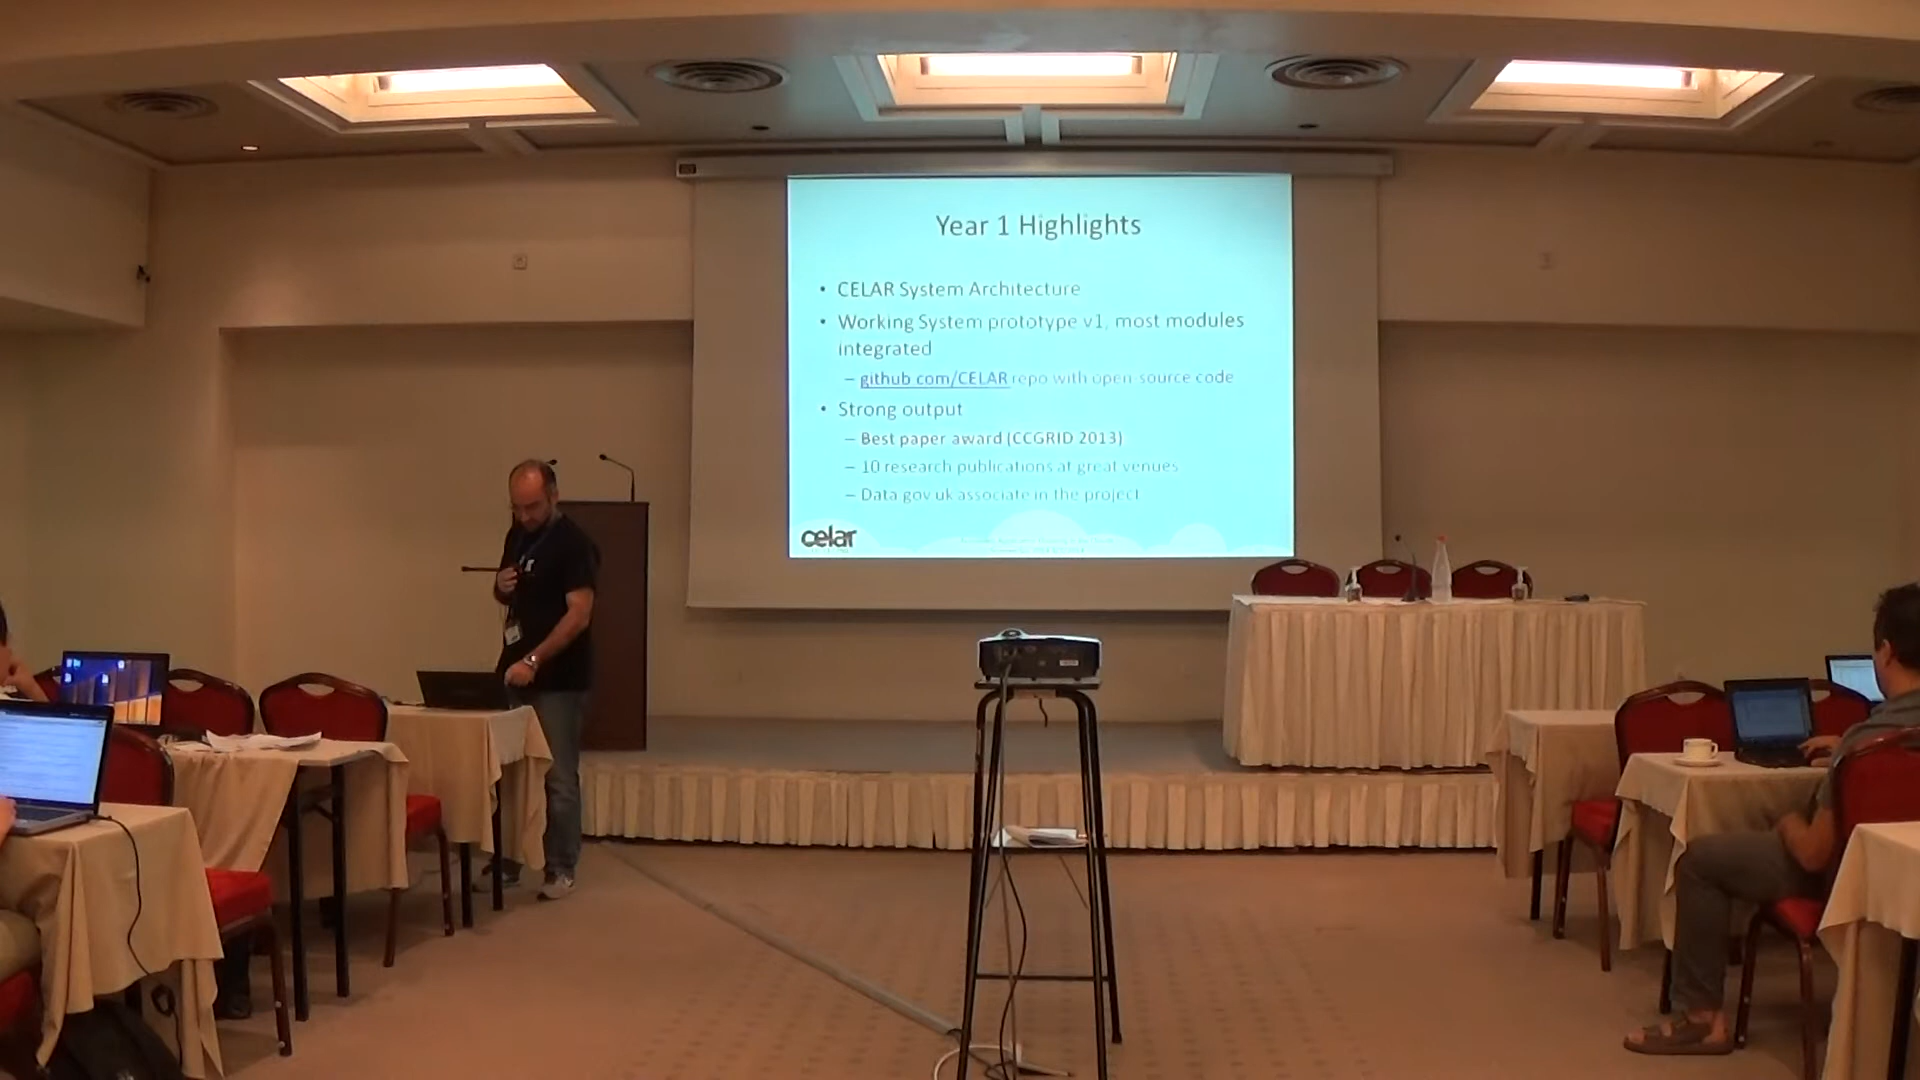 Year 1 Highlights
• CELAR System Architecture
• Working System prototype v1, most modules
integrated
– github com/CELAR repo with open source code
• Strong output
– Best paper award (CCGRID 2013)
– 10 research publications at great venues
– Data gov uk associate in the project
celar